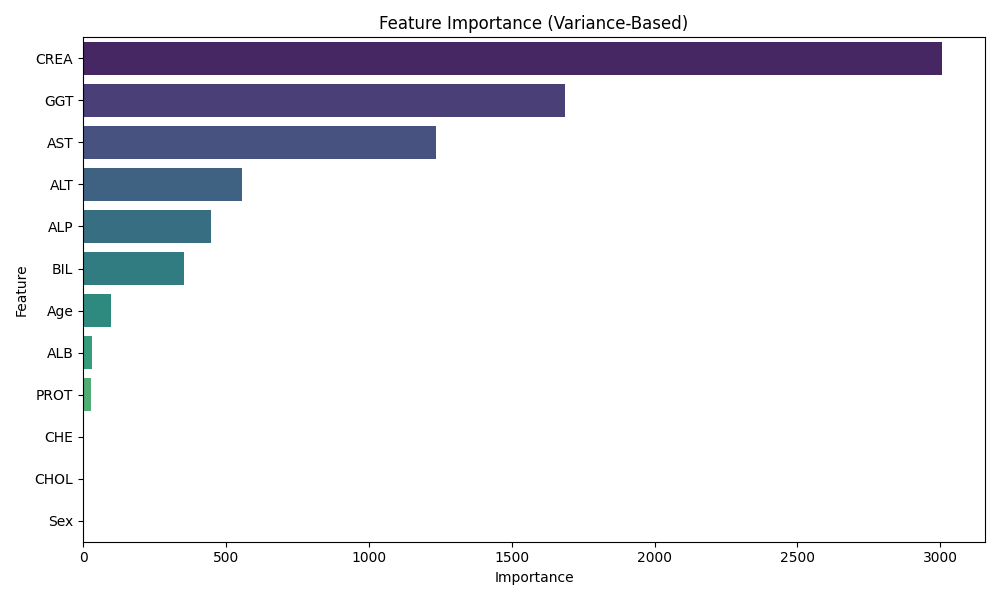 Feature Importance (Variance-Based)
CREA
GGT
AST
ALT
ALP
BIL
Age
ALB
PROT
CHE
CHOL
Sex
Feature
0 500 1000 1500 2000 2500 3000
Importance